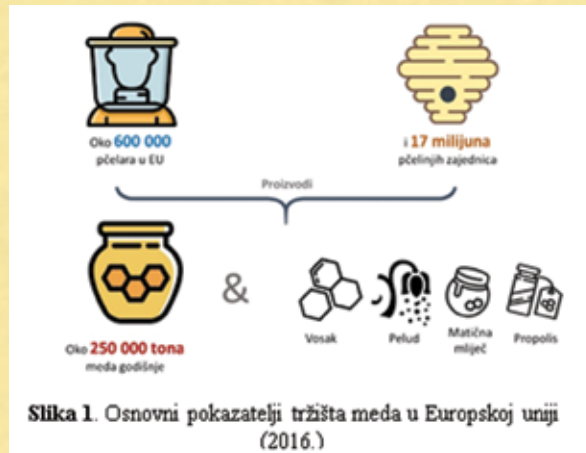 Oko 600 000
pčelara u EU
i 17 milijuna
pčelinjih zajednica
Proizvodi
Oko 250 000 tona
meda godišnje
&
Vosak
Pelud
Matična
mliječ
Propolis
Slika 1. Osnovni pokazatelji tržišta meda u Europskoj uniji
(2016.)